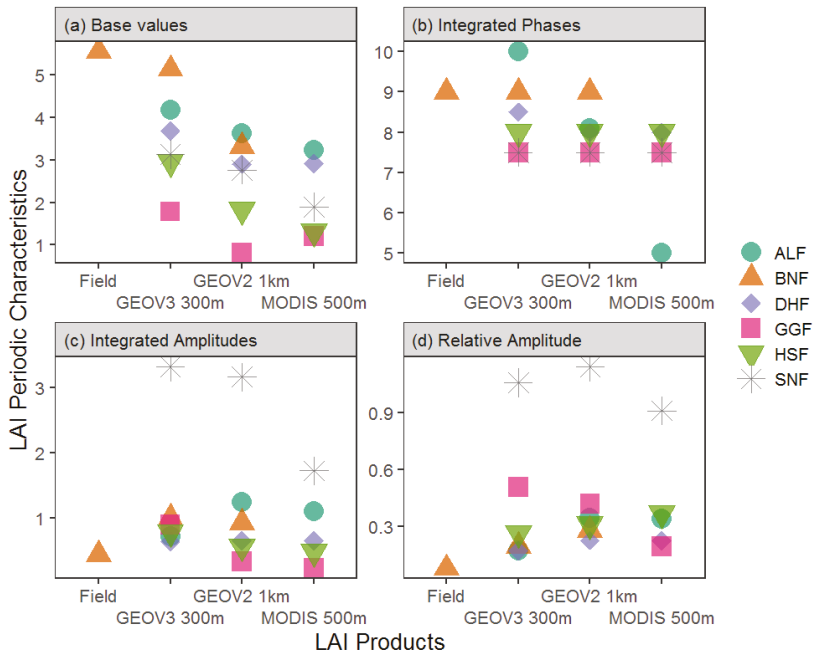 (a) Base values
(b) Integrated Phases
5
4
3
2
1
10
9
8
7
6
5
Field
GEOV2 1km
GEOV3 300m
MODIS 500m
Field
GEOV2 1km
GEOV3 300m
MODIS 500m
(c) Integrated Amplitudes
(d) Relative Amplitude
3
2
1
0.9
0.6
0.3
Field
GEOV2 1km
GEOV3 300m
MODIS 500m
Field
GEOV2 1km
GEOV3 300m
MODIS 500m
LAI Periodic Characteristics
LAI Products
ALF
BNF
DHF
GGF
HSF
SNF